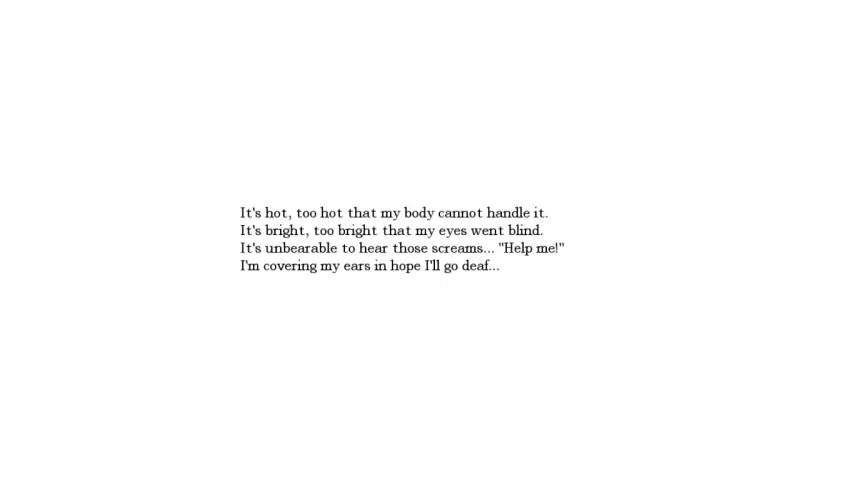 It's hot, too hot that my body cannot handle it.
It's bright, too bright that my eyes went blind.
It's unbearable to hear those screams... "Help me!"
I'm covering my ears in hope I'll go deaf...